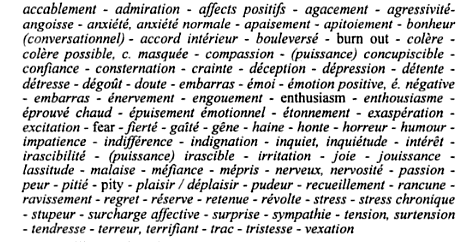 accablement - admiration - affects positifs - agacement - agressivité-
angoisse - anxiété, anxiété normale - apaisement - apitoiement - bonheur
(conversationnel) - accord intérieur - bouleversé - burn out - colère -
colère possible, c. masquée - compassion - (puissance) concupiscible -
confiance - consternation - crainte - déception - dépression - détente -
détresse - dégoût - doute - embarras - émoi - émotion positive, é. négative
- embarras - énervement - engouement - enthusiasm - enthousiasme -
éprouvé chaud - épuisement émotionnel - étonnement - exaspération -
excitation - fear - fierté - gaîté - gêne - haine - honte - horreur - humour -
impatience - indifférence - indignation - inquiet, inquiétude - intérêt -
irascibilité - (puissance) irascible - irritation - joie - jouissance -
lassitude - malaise - méfiance - mépris - nerveux, nervosité - passion -
peur - pitié - pity - plaisir / déplaisir - pudeur - recueillement - rancune -
ravissement - regret - réserve - retenue - révolte - stress - stress chronique
- stupeur - surcharge affective - surprise - sympathie - tension, surtension
- tendresse - terreur, terrifiant - trac - tristesse - vexation